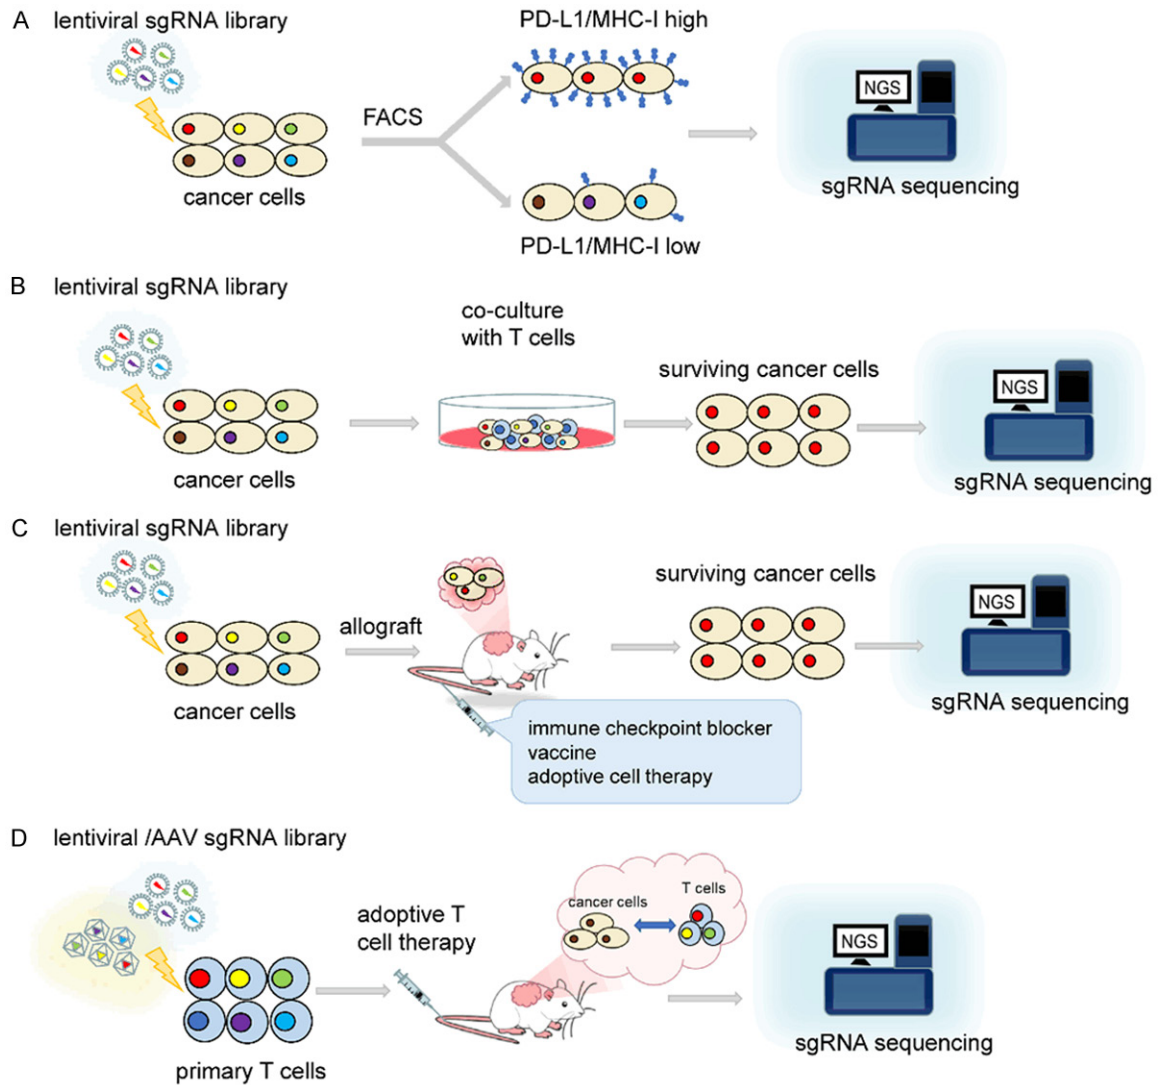 A lentiviral sgRNA library
PD-L1/MHC-I high
FACS
NGS
cancer cells
sgRNA sequencing
PD-L1/MHC-I low
B lentiviral sgRNA library
co-culture
with T cells
surviving cancer cells
NGS
cancer cells
sgRNA sequencing
C lentiviral sgRNA library
surviving cancer cells
allograft
NGS
cancer cells
sgRNA sequencing
immune checkpoint blocker
vaccine
adoptive cell therapy
D lentiviral /AAV sgRNA library
adoptive T
cell therapy
cancer cells
T cells
NGS
sgRNA sequencing
primary T cells